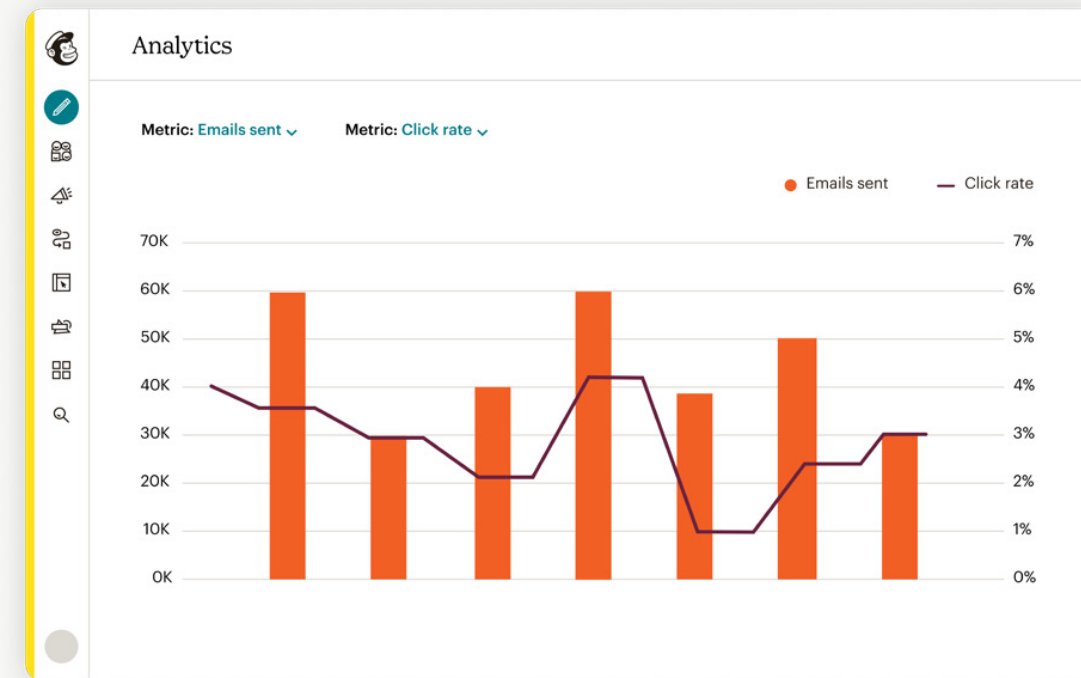 Analytics
Metric: Emails sent Metric: Click rate
Emails sent Click rate
70K 7%
60K 6%
50K 5%
40K 4%
30K 3%
20K 2%
10K 1%
0K 0%